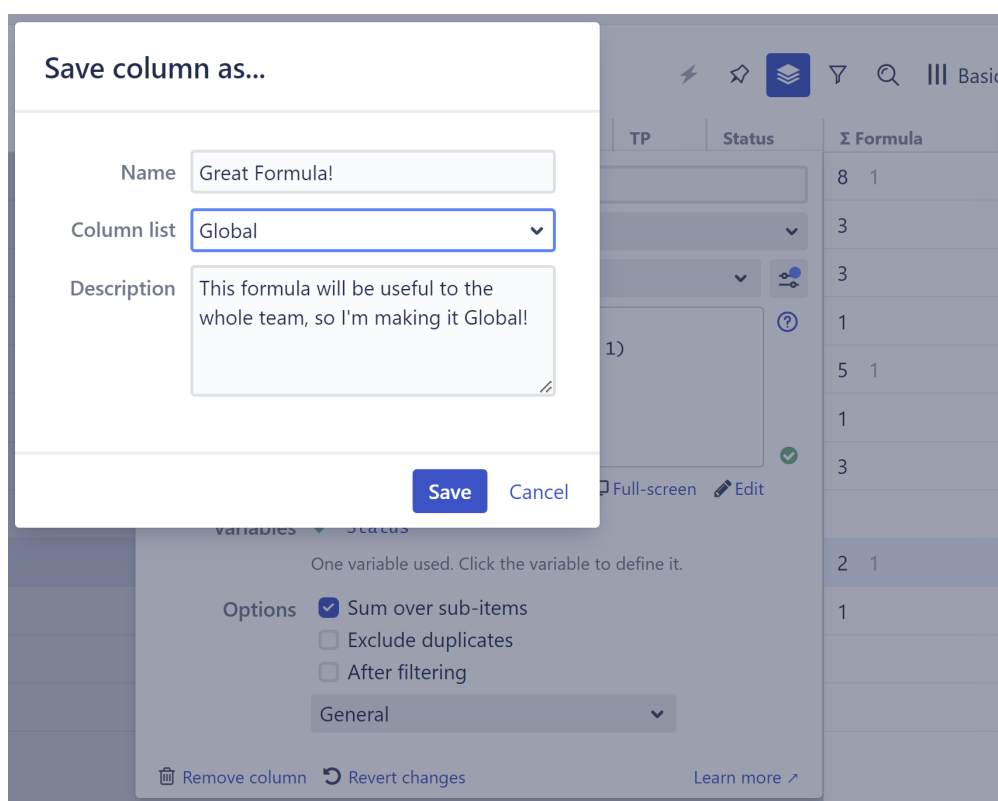 Save column as...
Name
Great Formula!
Column list
Global
Description
This formula will be useful to the
whole team, so I'm making it Global!
Save
Cancel
TP
Status
Σ Formula
8 1
3
3
1
5 1
1
3
2 1
1
1)
Full-screen
Edit
Variables
Status
One variable used. Click the variable to define it.
Options
Sum over sub-items
Exclude duplicates
After filtering
General
Remove column
Revert changes
Learn more ↗